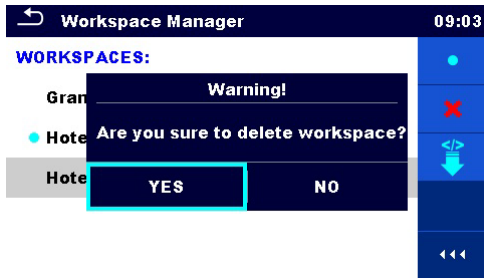 Workspace Manager 09:03
WORKSPACES:
Gran
Warning!
Hote
Are you sure to delete workspace?
Hote
YES NO